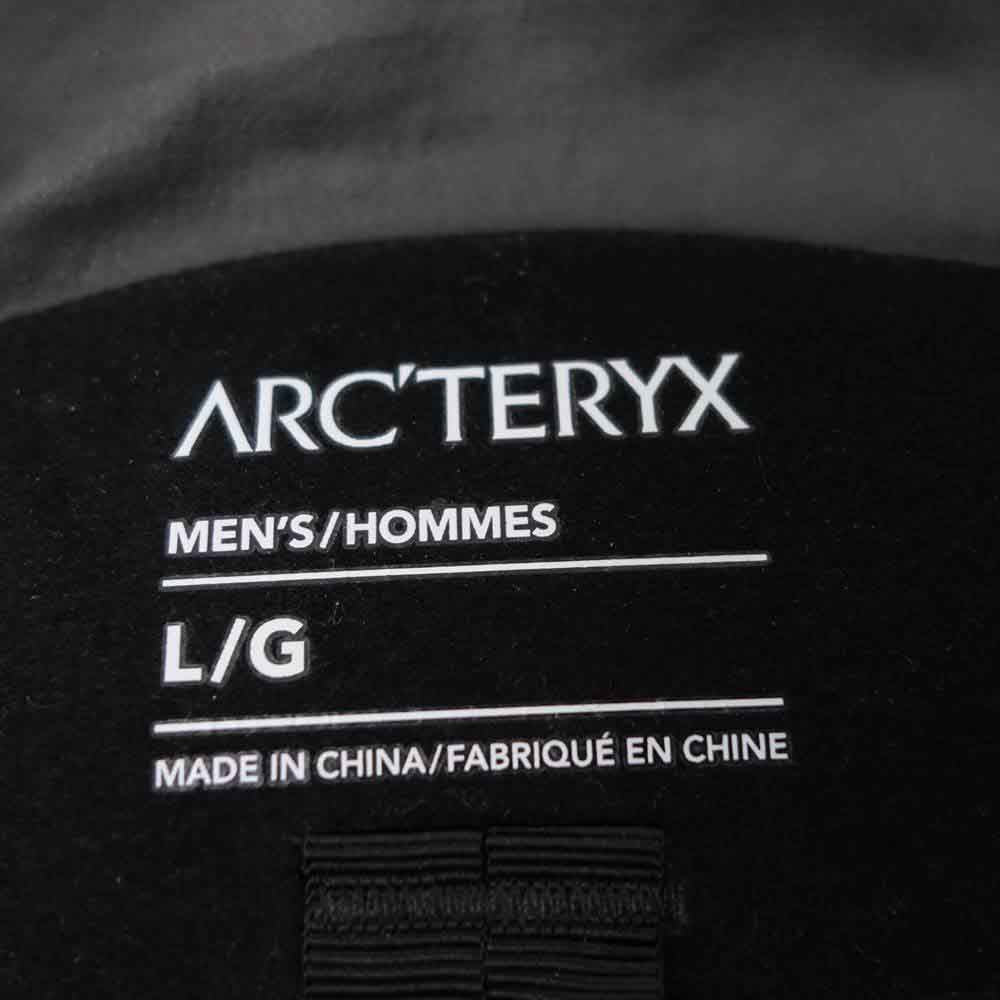 ARC'TERYX
MEN'S/HOMMES
L/G
MADE IN CHINA/FABRIQUÉ EN CHINE